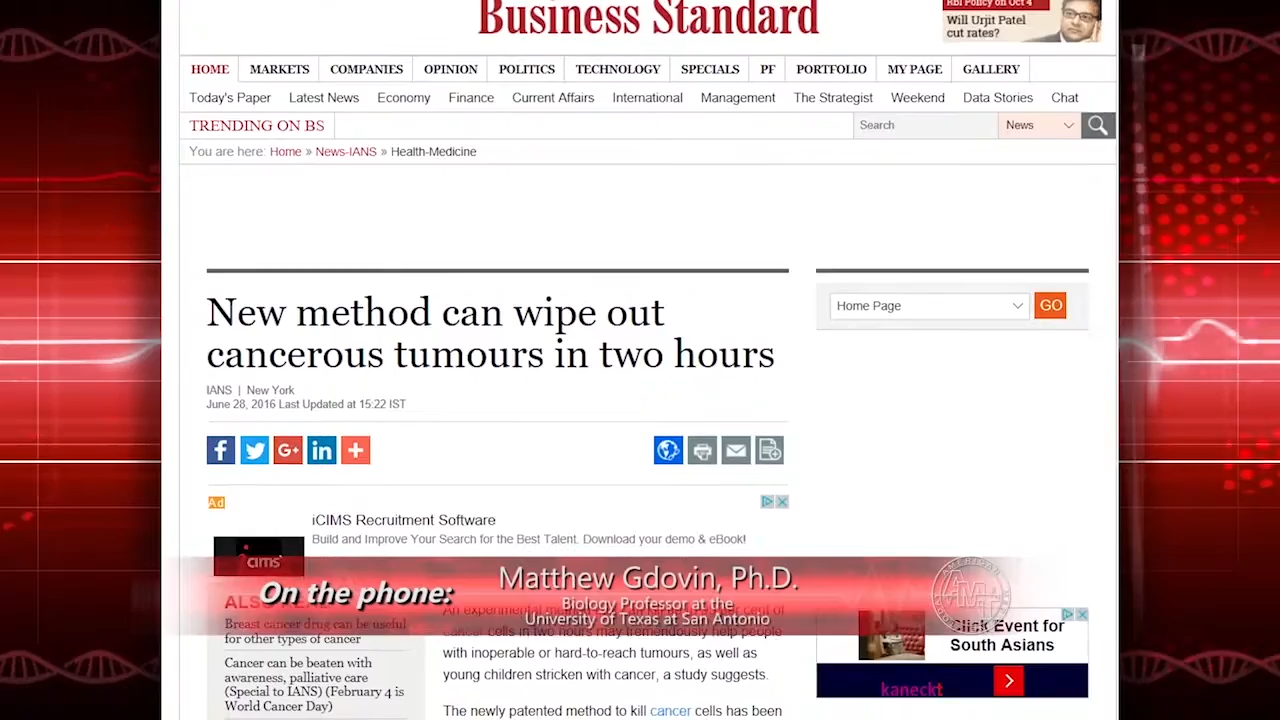 Business Standard
RBI Policy on Oct 4
Will Urjit Patel
cut rates?
HOME MARKETS COMPANIES OPINION POLITICS TECHNOLOGY SPECIALS PF PORTFOLIO MY PAGE GALLERY
Today's Paper Latest News Economy Finance Current Affairs International Management The Strategist Weekend Data Stories Chat
TRENDING ON BS
Search
News
You are here: Home » News-IANS » Health-Medicine
New method can wipe out
cancerous tumours in two hours
Home Page
GO
IANS | New York
June 28, 2016 Last Updated at 15:22 IST
Ad
iCIMS Recruitment Software
Build and Improve Your Search for the Best Talent. Download your demo & eBook!
icims
On the phone:
Matthew Gdovin, Ph.D.
Biology Professor at the
University of Texas at San Antonio
AMERICAN
ALSO READ
Breast cancer drug can be useful
for other types of cancer
Cancer can be beaten with
awareness, palliative care
(Special to IANS) (February 4 is
World Cancer Day)
An experimental
cancer cells in two hours may tremendously help people
with inoperable or hard-to-reach tumours, as well as
young children stricken with cancer, a study suggests.
The newly patented method to kill cancer cells has been
Click Event for
South Asians
kaneckt